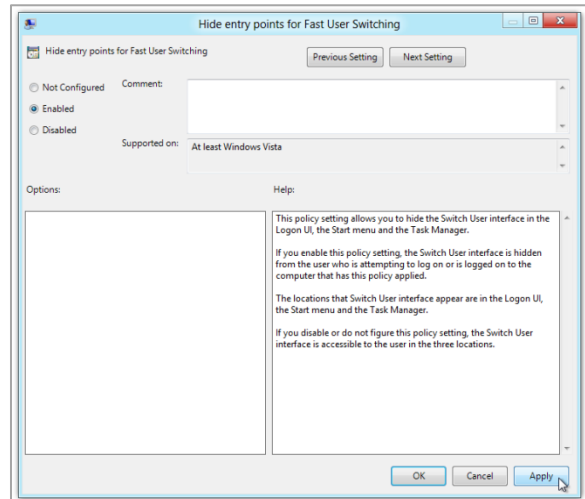 Hide entry points for Fast User Switching
X
Hide entry points for Fast User Switching
Previous Setting
Next Setting
Not Configured
Comment:
Enabled
Disabled
Supported on:
At least Windows Vista
Options:
Help:
This policy setting allows you to hide the Switch User interface in the
Logon UI, the Start menu and the Task Manager.
If you enable this policy setting, the Switch User interface is hidden
from the user who is attempting to log on or is logged on to the
computer that has this policy applied.
The locations that Switch User interface appear are in the Logon UI,
the Start menu and the Task Manager.
If you disable or do not figure this policy setting, the Switch User
interface is accessible to the user in the three locations.
OK
Cancel
Apply